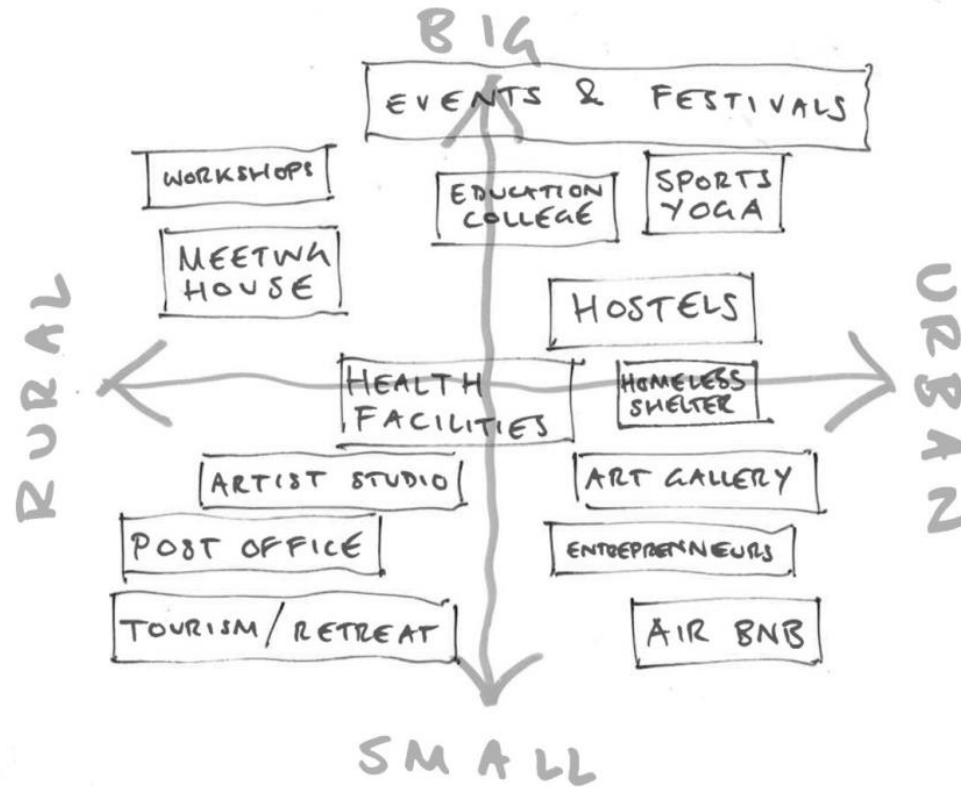 BIG
EVENTS & FESTIVALS
WORKSHOPS
EDUCATION
COLLEGE
SPORTS
YOGA
MEETING
HOUSE
HOSTELS
RURAL
URBAN
HEALTH
FACILITIES
HOMELESS
SHELTER
ARTIST STUDIO
ART GALLERY
POST OFFICE
ENTREPRENNEURS
TOURISM/RETREAT
AIR BNB
SMALL